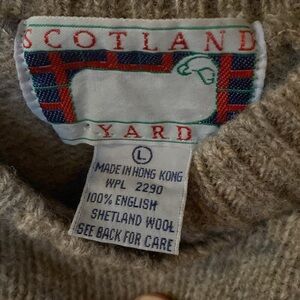 SCOTLAND
YARD
L
MADE IN HONG KONG
WPL 2290
100% ENGLISH
SHETLAND WOOL
SEE BACK FOR CARE